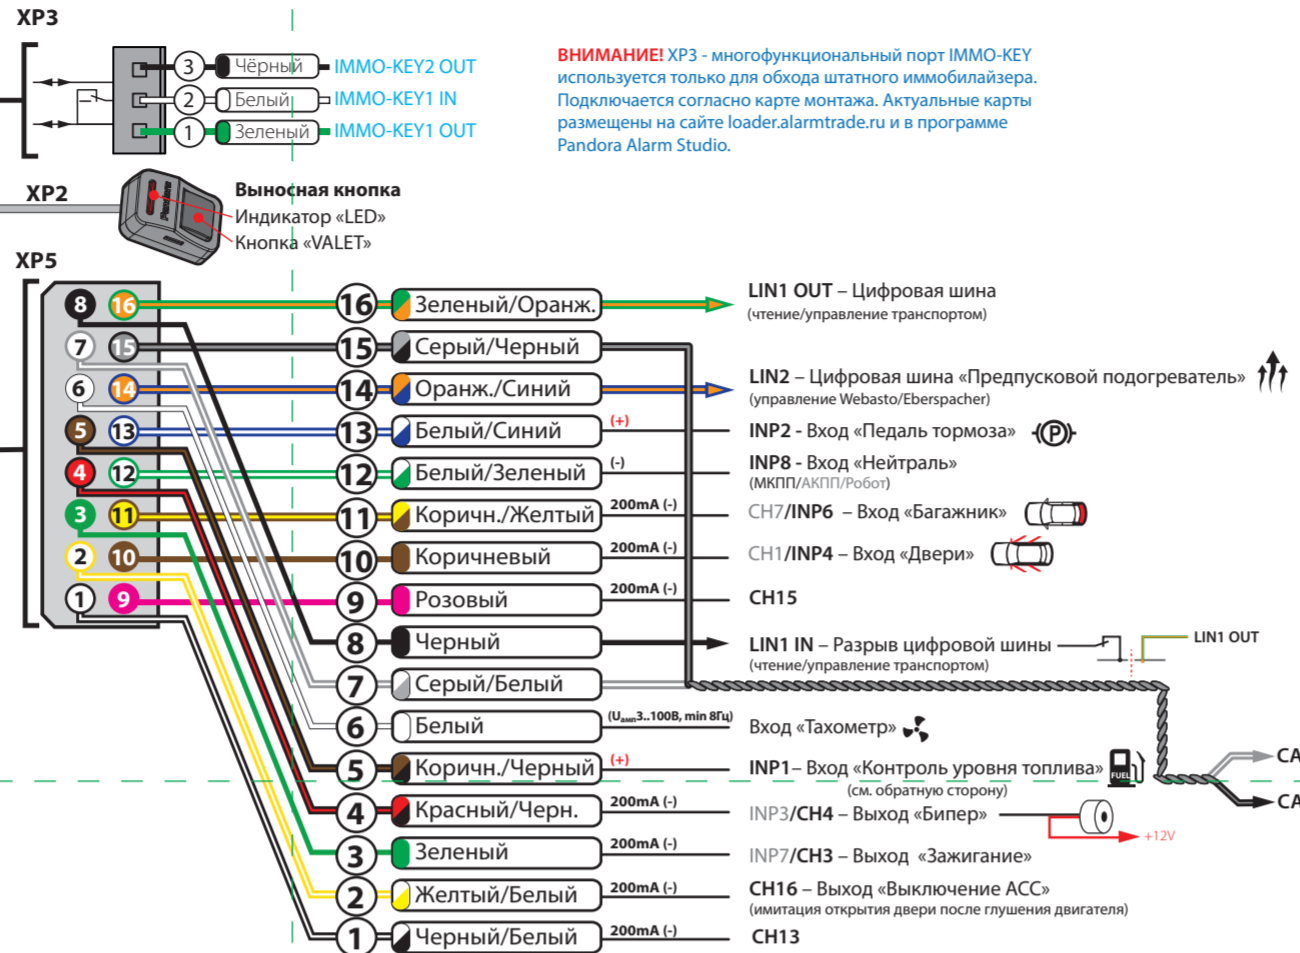 XP3
3 Чёрный IMMO-KEY2 OUT
2 Белый IMMO-KEY1 IN
1 Зеленый IMMO-KEY1 OUT
ВНИМАНИЕ! XP3 - многофункциональный порт IMMO-KEY
используется только для обхода штатного иммобилайзера.
Подключается согласно карте монтажа. Актуальные карты
размещены на сайте loader.alarmtrade.ru и в программе
Pandora Alarm Studio.
XP2
Pandora
Выносная кнопка
Индикатор «LED»
Кнопка «VALET»
XP5
8 16
7 15
6 14
5 13
4 12
3 11
2 10
1 9
16 Зеленый/Оранж. LIN1 OUT – Цифровая шина
(чтение/управление транспортом)
15 Серый/Черный
14 Оранж./Синий LIN2 – Цифровая шина «Предпусковой подогреватель»
(управление Webasto/Eberspacher)
13 Белый/Синий (+) INP2 - Вход «Педаль тормоза» (P)
12 Белый/Зеленый (-) INP8 - Вход «Нейтраль»
(МКПП/АКПП/Робот)
11 Коричн./Желтый 200mA (-) CH7/INP6 – Вход «Багажник»
10 Коричневый 200mA (-) CH1/INP4 – Вход «Двери»
9 Розовый 200mA (-) CH15
8 Черный LIN1 IN – Разрыв цифровой шины LIN1 OUT
(чтение/управление транспортом)
7 Серый/Белый
6 Белый (Uамп3..100В, min 8Гц) Вход «Тахометр»
5 Коричн./Черный (+) INP1– Вход «Контроль уровня топлива» FUEL
(см. обратную сторону)
CA
CA
4 Красный/Черн. 200mA (-) INP3/CH4 – Выход «Бипер»
+12V
3 Зеленый 200mA (-) INP7/CH3 – Выход «Зажигание»
2 Желтый/Белый 200mA (-) CH16 – Выход «Выключение ACC»
(имитация открытия двери после глушения двигателя)
1 Черный/Белый 200mA (-) CH13